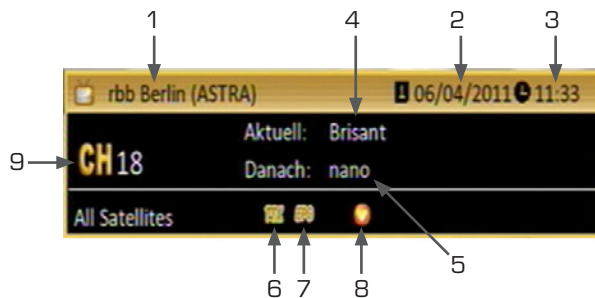 1 4 2 3
rbb Berlin (ASTRA) 06/04/2011 11:33
Aktuell: Brisant
9 CH 18
Danach: nano
All Satellites
6 7 8 5